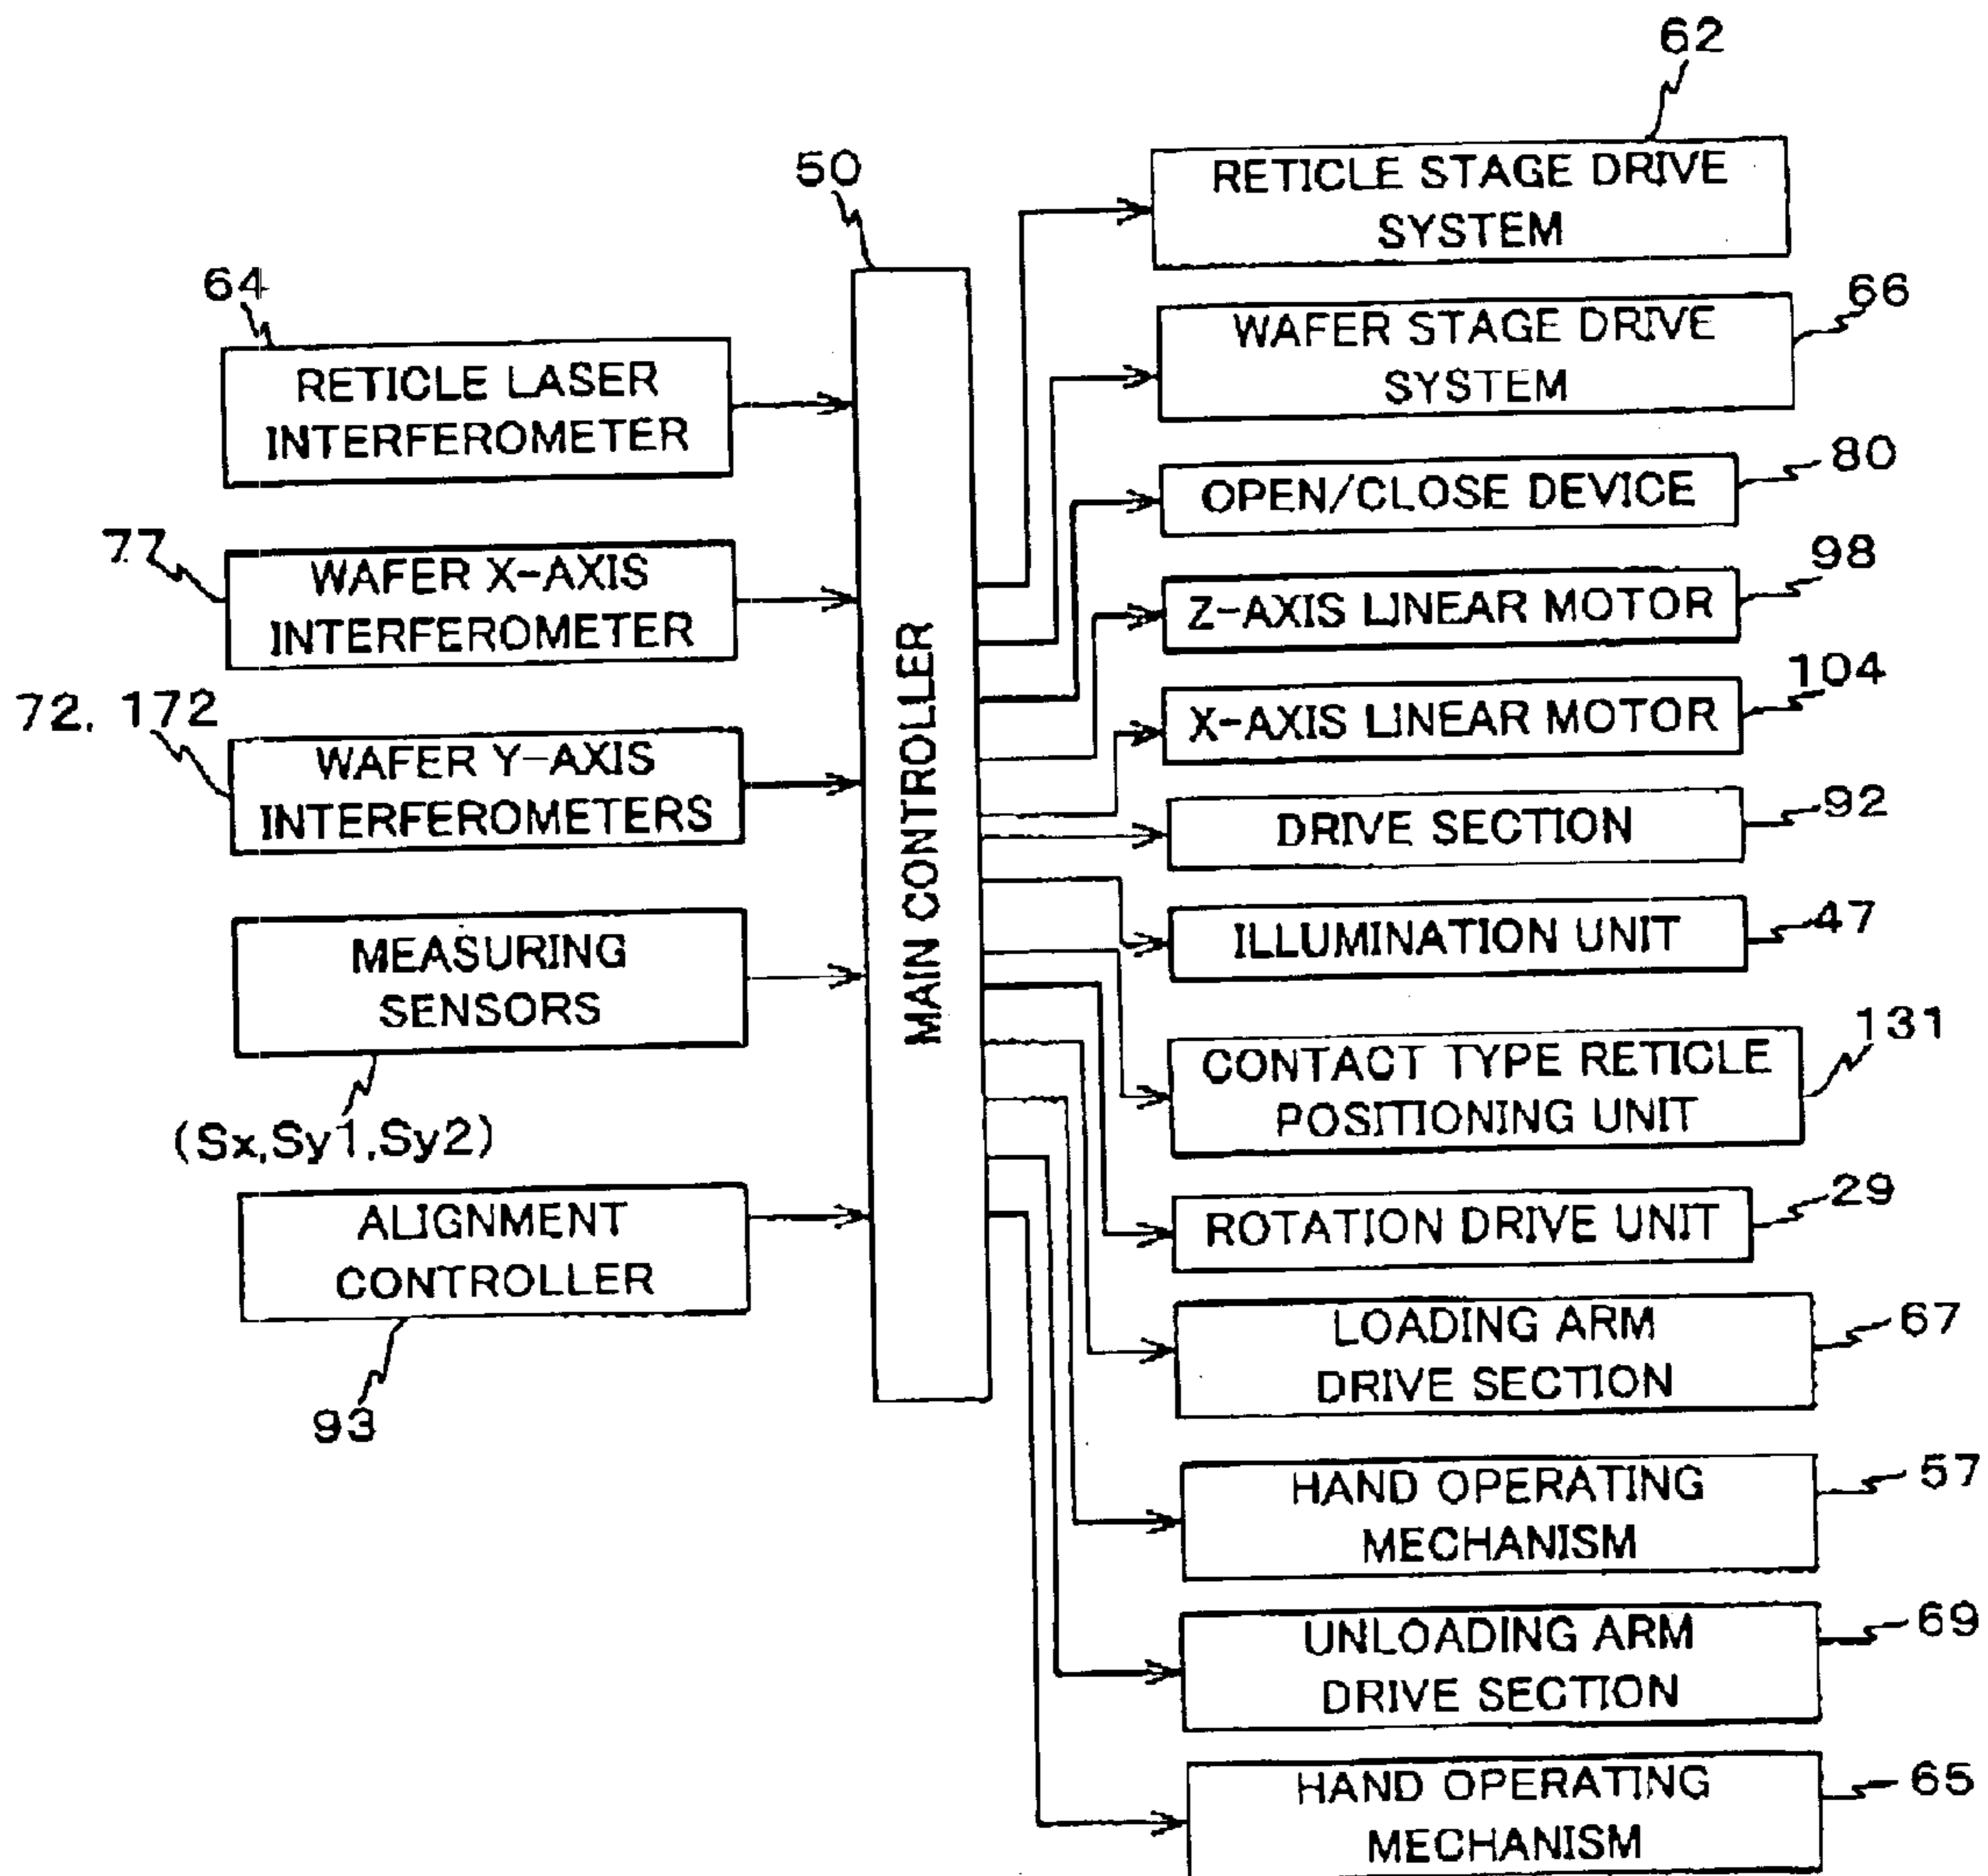 62
50
RETICLE STAGE DRIVE
SYSTEM
64
66
WAFER STAGE DRIVE
SYSTEM
RETICLE LASER
INTERFEROMETER
80
OPEN/CLOSE DEVICE
77
WAFER X-AXIS
INTERFEROMETER
98
Z-AXIS LINEAR MOTOR
104
X-AXIS LINEAR MOTOR
72, 172
WAFER Y-AXIS
INTERFEROMETERS
MAIN CONTROLLER
92
DRIVE SECTION
47
ILLUMINATION UNIT
MEASURING
SENSORS
(Sx,Sy1,Sy2)
131
CONTACT TYPE RETICLE
POSITIONING UNIT
ALIGNMENT
CONTROLLER
93
29
ROTATION DRIVE UNIT
67
LOADING ARM
DRIVE SECTION
57
HAND OPERATING
MECHANISM
69
UNLOADING ARM
DRIVE SECTION
65
HAND OPERATING
MECHANISM